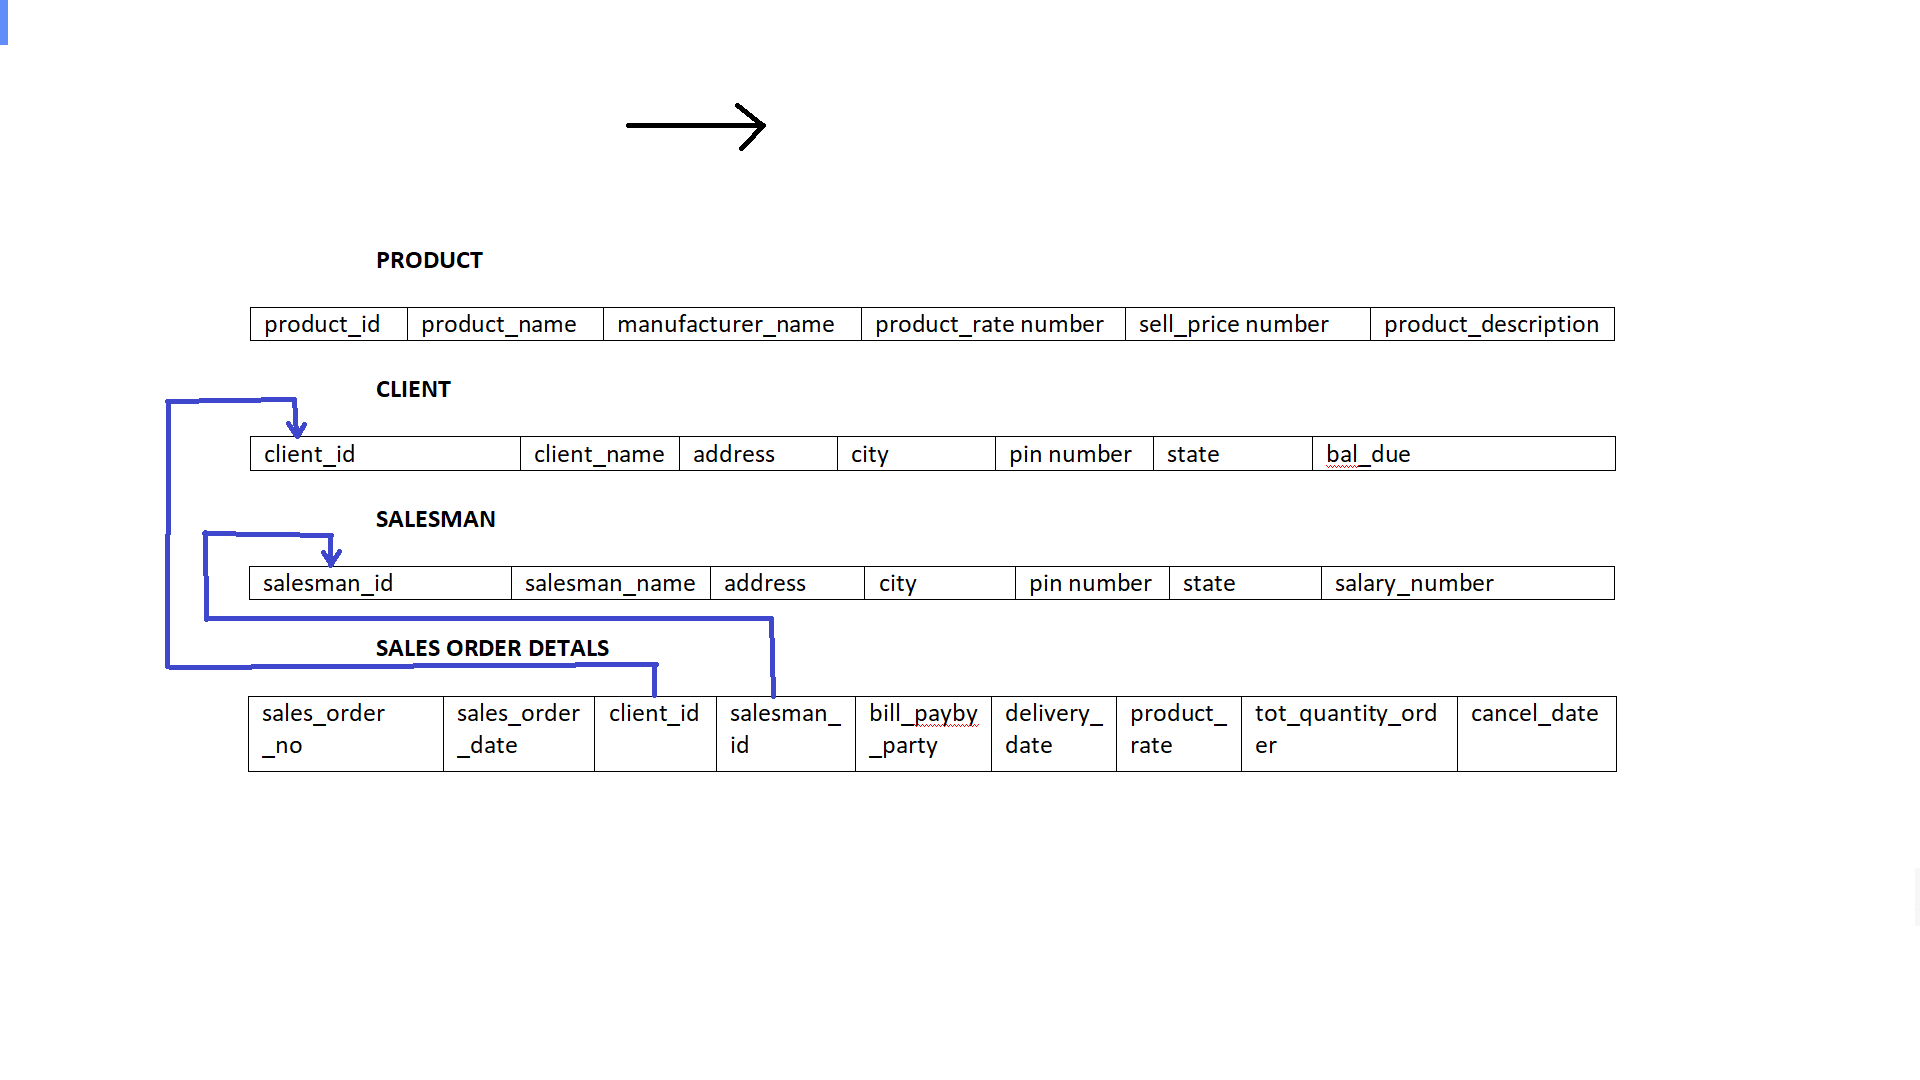 PRODUCT
product_id product_name manufacturer_name product_rate number sell_price number product_description
CLIENT
client_id client_name address city pin number state bal_due
SALESMAN
salesman_id salesman_name address city pin number state salary_number
SALES ORDER DETALS
sales_order sales_order client_id salesman_ bill_payby delivery_ product_ tot_quantity_ord cancel_date
_no _date id _party date rate er